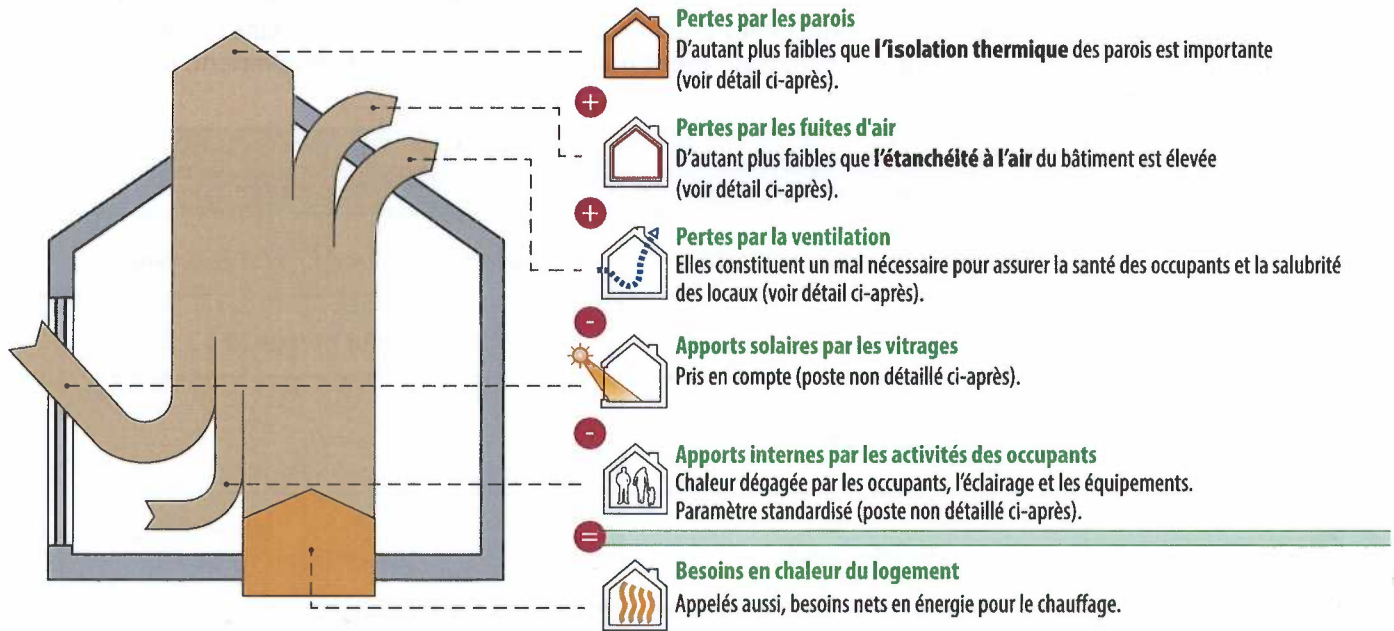 Pertes par les parois
D'autant plus faibles que l'isolation thermique des parois est importante
(voir détail ci-après).
+
Pertes par les fuites d'air
D'autant plus faibles que l'étanchéité à l'air du bâtiment est élevée
(voir détail ci-après).
+
Pertes par la ventilation
Elles constituent un mal nécessaire pour assurer la santé des occupants et la salubrité
des locaux (voir détail ci-après).
-
Apports solaires par les vitrages
Pris en compte (poste non détaillé ci-après).
-
Apports internes par les activités des occupants
Chaleur dégagée par les occupants, l'éclairage et les équipements.
Paramètre standardisé (poste non détaillé ci-après).
=
Besoins en chaleur du logement
Appelés aussi, besoins nets en énergie pour le chauffage.